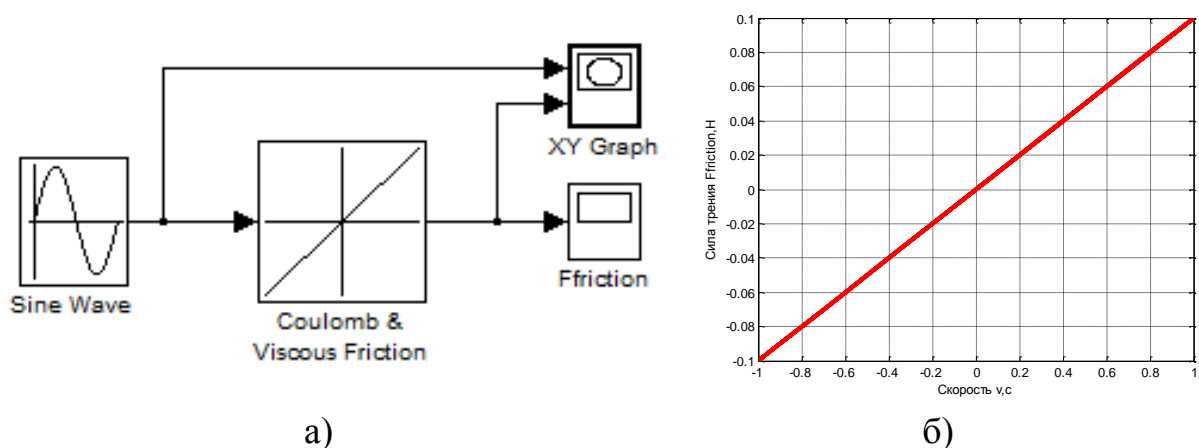 XY Graph
Sine Wave
Coulomb &
Viscous Friction
Ffriction
а)
Сила трения Ffriction,Н
0.1
0.08
0.06
0.04
0.02
0
-0.02
-0.04
-0.06
-0.08
-0.1
-1 -0.8 -0.6 -0.4 -0.2 0 0.2 0.4 0.6 0.8 1
Скорость v,с
б)